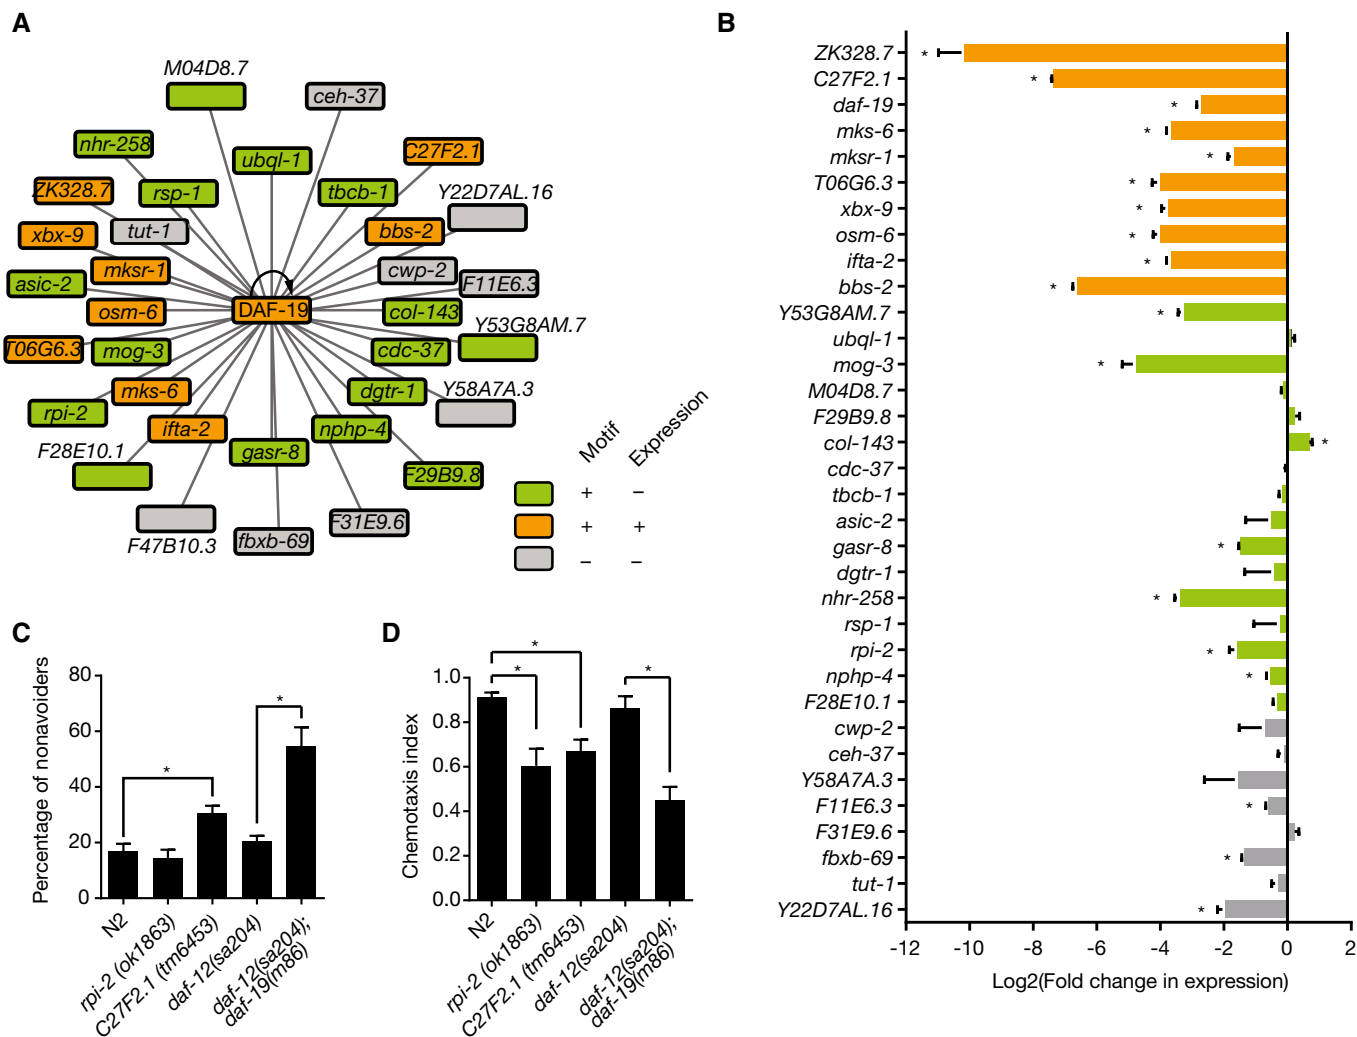 A
M04D8.7
ceh-37
nhr-258
ubql-1
C27F2.1
ZK328.7
rsp-1
tbcb-1
Y22D7AL.16
xbx-9
tut-1
bbs-2
mksr-1
cwp-2
asic-2
F11E6.3
osm-6
DAF-19
col-143
Y53G8AM.7
T06G6.3
mog-3
cdc-37
mks-6
dgtr-1
Y58A7A.3
rpi-2
ifta-2
nphp-4
F28E10.1
gasr-8
F29B9.8
F47B10.3
fbxb-69
F31E9.6
Motif Expression
+ −
+ +
− −
B
ZK328.7 *
C27F2.1 *
daf-19 *
mks-6 *
mksr-1 *
T06G6.3 *
xbx-9 *
osm-6 *
ifta-2 *
bbs-2 *
Y53G8AM.7 *
ubql-1
mog-3 *
M04D8.7
F29B9.8
col-143 *
cdc-37
tbcb-1
asic-2
gasr-8 *
dgtr-1
nhr-258 *
rsp-1
rpi-2 *
nphp-4 *
F28E10.1
cwp-2
ceh-37
Y58A7A.3
F11E6.3 *
F31E9.6
fbxb-69 *
tut-1
Y22D7AL.16 *
-12 -10 -8 -6 -4 -2 0 2
Log2(Fold change in expression)
C
Percentage of nonavoiders
80
60
40
20
0
* *
N2
rpi-2 (ok1863)
C27F2.1 (tm6453)
daf-12(sa204)
daf-12(sa204);
daf-19(m86)
D
Chemotaxis index
1.0
0.8
0.6
0.4
0.2
0.0
* * *
N2
rpi-2 (ok1863)
C27F2.1 (tm6453)
daf-12(sa204)
daf-12(sa204);
daf-19(m86)